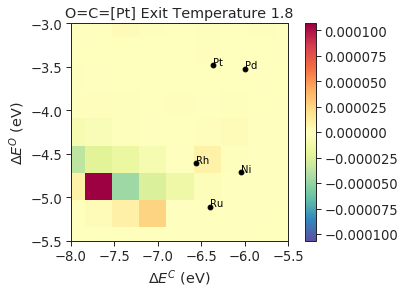 O=C=[Pt] Exit Temperature 1.8
−3.0
−3.5
−4.0
−4.5
−5.0
−5.5
ΔE^O (eV)
Pt
Pd
Rh
Ni
Ru
−8.0 −7.5 −7.0 −6.5 −6.0 −5.5
ΔE^C (eV)
0.000100
0.000075
0.000050
0.000025
0.000000
−0.000025
−0.000050
−0.000075
−0.000100